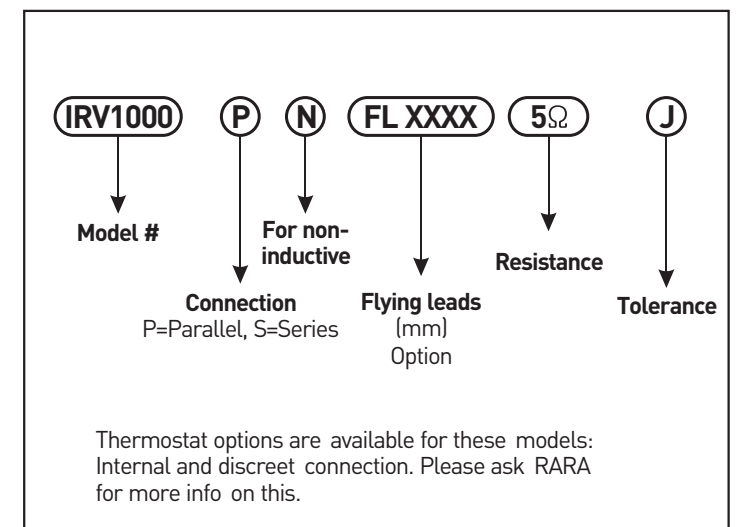 IRV1000 P N FL XXXX 5Ω J
Model #
For non-
inductive
Connection
P=Parallel, S=Series
Flying leads
(mm)
Option
Resistance
Tolerance
Thermostat options are available for these models:
Internal and discreet connection. Please ask RARA
for more info on this.